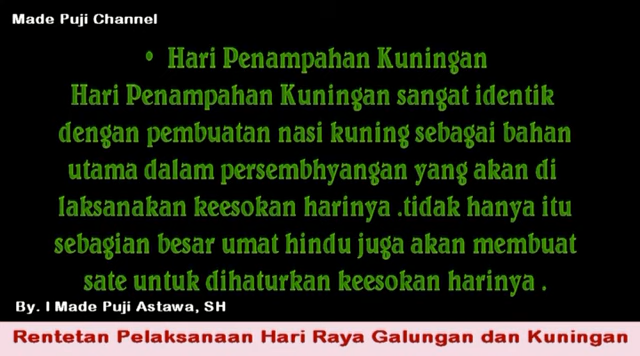 Made Puji Channel
• Hari Penampahan Kuningan
Hari Penampahan Kuningan sangat identik
dengan pembuatan nasi kuning sebagai bahan
utama dalam persembhyangan yang akan di
laksanakan keesokan harinya .tidak hanya itu
sebagian besar umat hindu juga akan membuat
sate untuk dihaturkan keesokan harinya .
By. I Made Puji Astawa, SH
Rentetan Pelaksanaan Hari Raya Galungan dan Kuningan